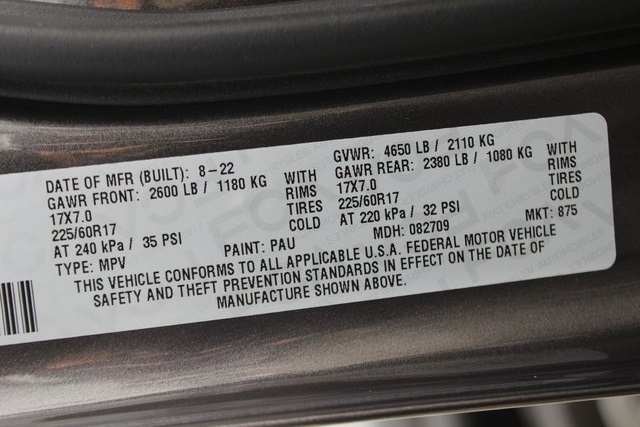 DATE OF MFR (BUILT): 8-22 GVWR: 4650 LB / 2110 KG
GAWR FRONT: 2600 LB / 1180 KG WITH GAWR REAR: 2380 LB / 1080 KG WITH
17X7.0 RIMS 17X7.0 RIMS
225/60R17 TIRES 225/60R17 TIRES
AT 240 kPa / 35 PSI COLD AT 220 kPa / 32 PSI COLD
TYPE: MPV PAINT: PAU MDH: 082709 MKT: 875
THIS VEHICLE CONFORMS TO ALL APPLICABLE U.S.A. FEDERAL MOTOR VEHICLE
SAFETY AND THEFT PREVENTION STANDARDS IN EFFECT ON THE DATE OF
MANUFACTURE SHOWN ABOVE.